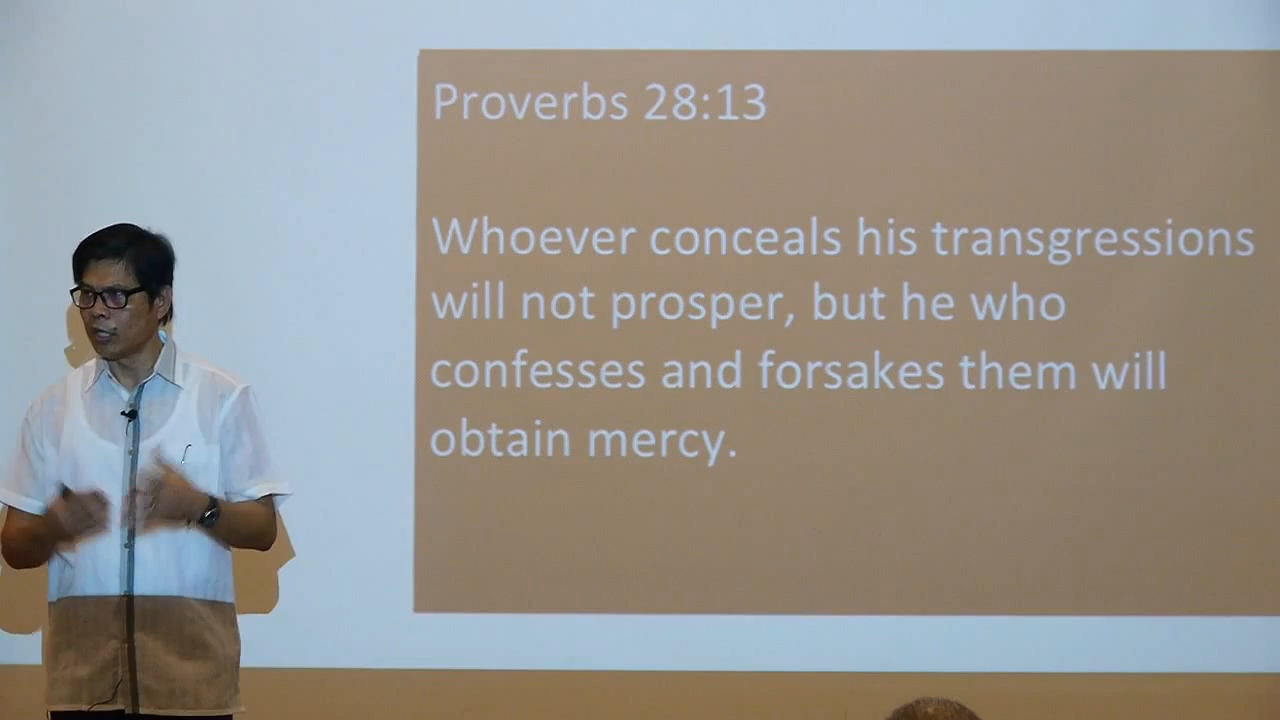 Proverbs 28:13
Whoever conceals his transgressions
will not prosper, but he who
confesses and forsakes them will
obtain mercy.